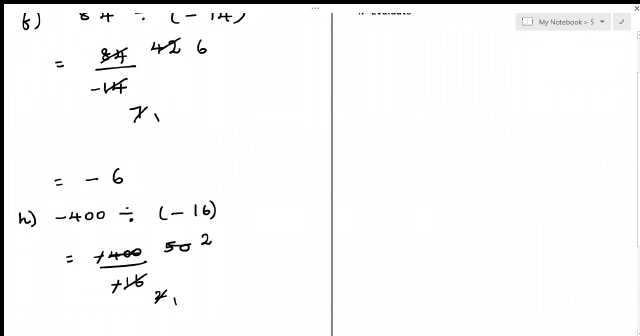 f) 84 ÷ (-14)
My Notebook > 5
= 84 42 6
-14
7 1
= - 6
h) -400 ÷ (-16)
= -400 50 2
-16
2 1